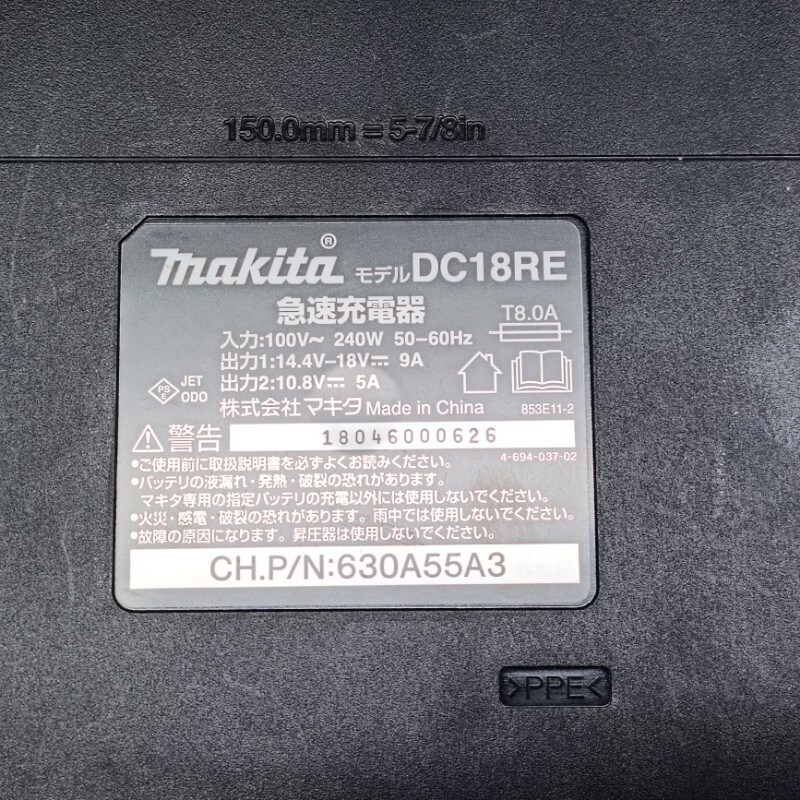 150.0mm = 5-7/8in
makita® モデル DC18RE
急速充電器
T8.0A
入力:100V~ 240W 50-60Hz
出力1:14.4V-18V⎓ 9A
出力2:10.8V⎓ 5A
PS E JET ODO
株式会社 マキタ Made in China
853E11-2
警告 18046000626
4-694-037-02
•ご使用前に取扱説明書を必ずよくお読みください。
•バッテリの液漏れ・発熱・破裂の恐れがあります。
マキタ専用の指定バッテリの充電以外には使用しないでください。
•火災・感電・破裂の恐れがあります。雨中では使用しないでください。
•故障の原因になります。昇圧器は使用しないでください。
CH.P/N:630A55A3
>PPE<